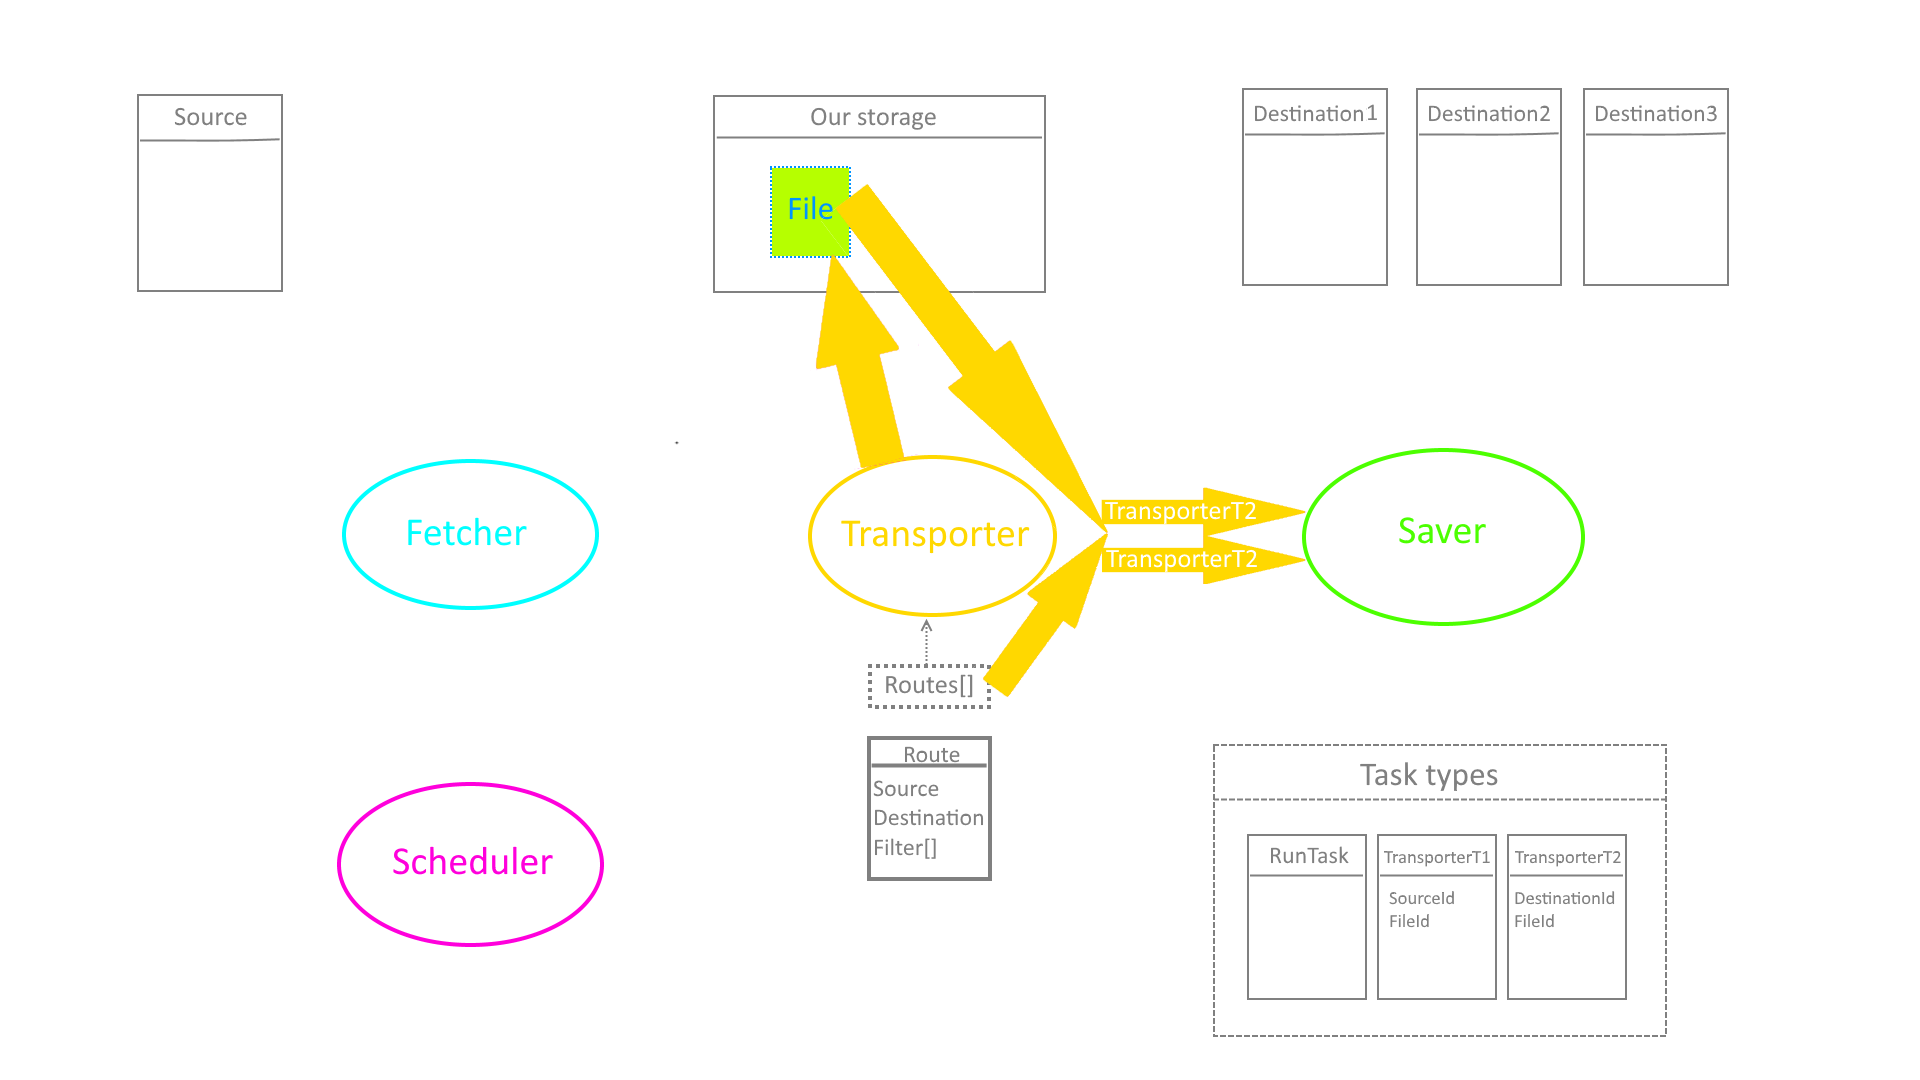 Source
Our storage
Destination1
Destination2
Destination3
File
Fetcher
Transporter
TransporterT2
TransporterT2
Saver
Routes[]
Route
Source
Destination
Filter[]
Scheduler
Task types
RunTask
TransporterT1
SourceId
FileId
TransporterT2
DestinationId
FileId